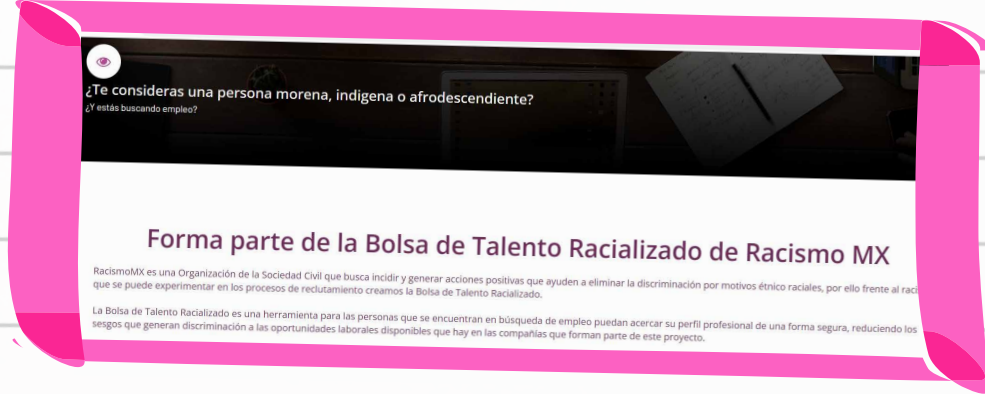 ¿Te consideras una persona morena, indigena o afrodescendiente?
¿Y estás buscando empleo?
Forma parte de la Bolsa de Talento Racializado de Racismo MX
RacismoMX es una Organización de la Sociedad Civil que busca incidir y generar acciones positivas que ayuden a eliminar la discriminación por motivos étnico raciales, por ello frente al
que se puede experimentar en los procesos de reclutamiento creamos la Bolsa de Talento Racializado.
La Bolsa de Talento Racializado es una herramienta para las personas que se encuentran en búsqueda de empleo puedan acercar su perfil profesional de una forma segura, reduciendo los
sesgos que generan discriminación a las oportunidades laborales disponibles que hay en las compañías que forman parte de este proyecto.